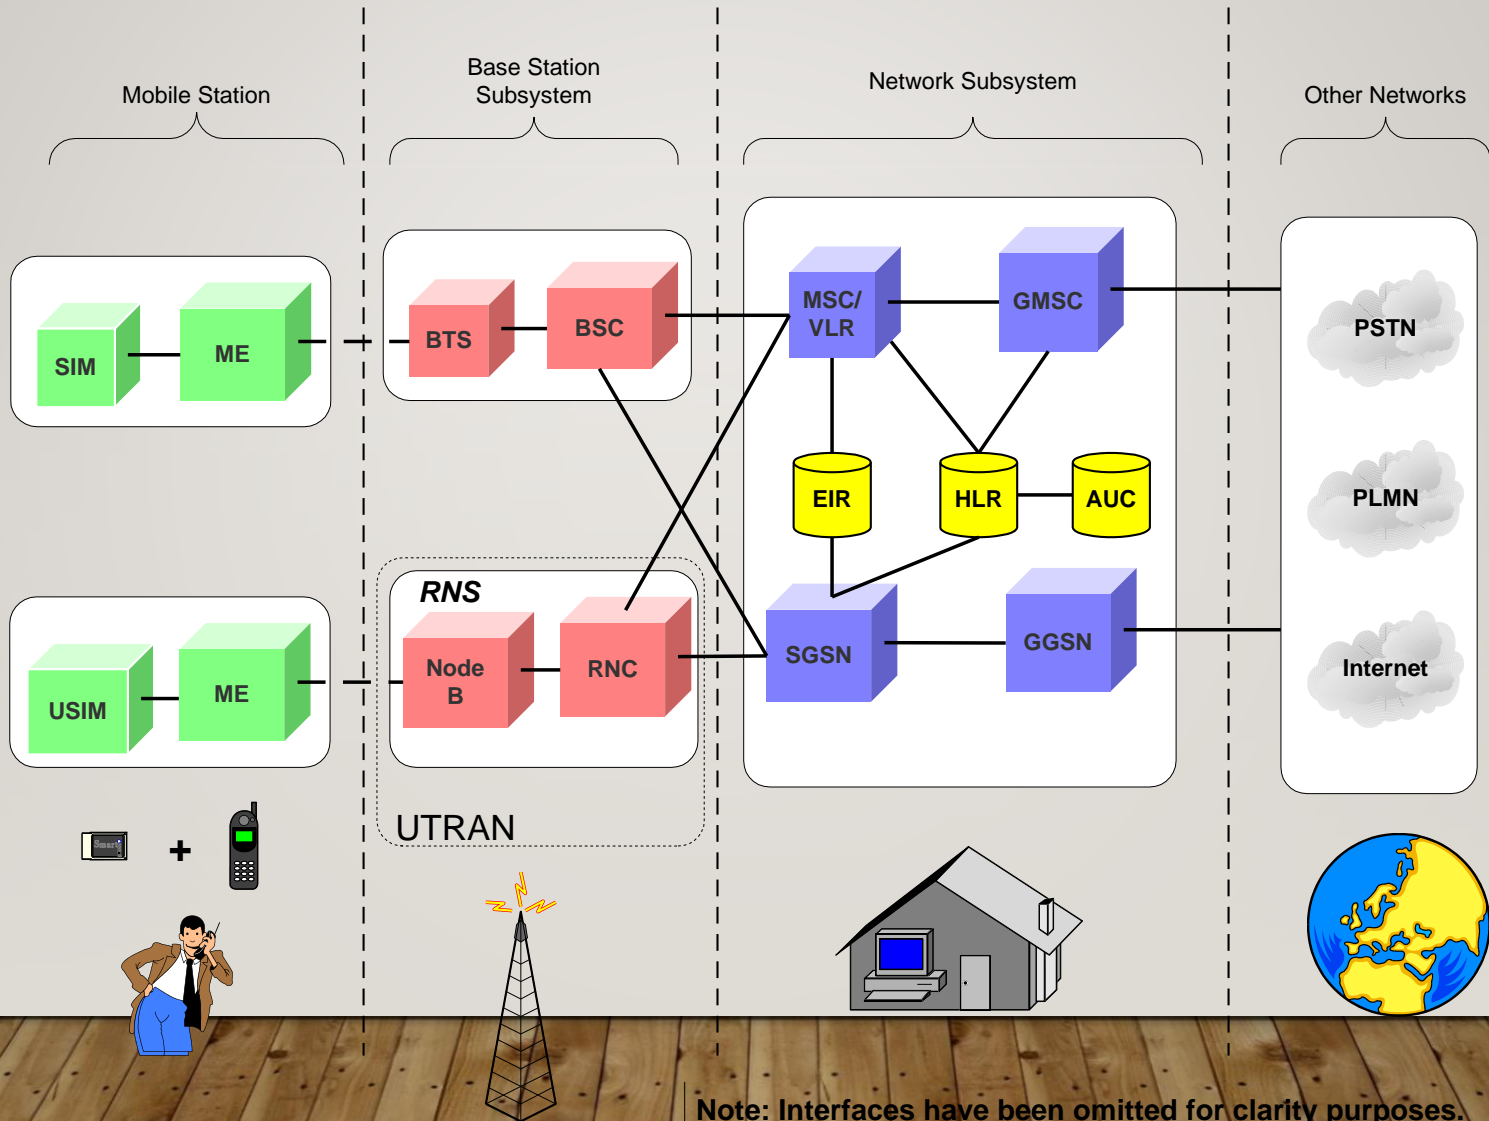 Mobile Station
Base Station
Subsystem
Network Subsystem
Other Networks
SIM
ME
BTS
BSC
MSC/
VLR
GMSC
PSTN
EIR
HLR
AUC
PLMN
RNS
USIM
ME
Node
B
RNC
SGSN
GGSN
Internet
UTRAN
Smart
+
Note: Interfaces have been omitted for clarity purposes.